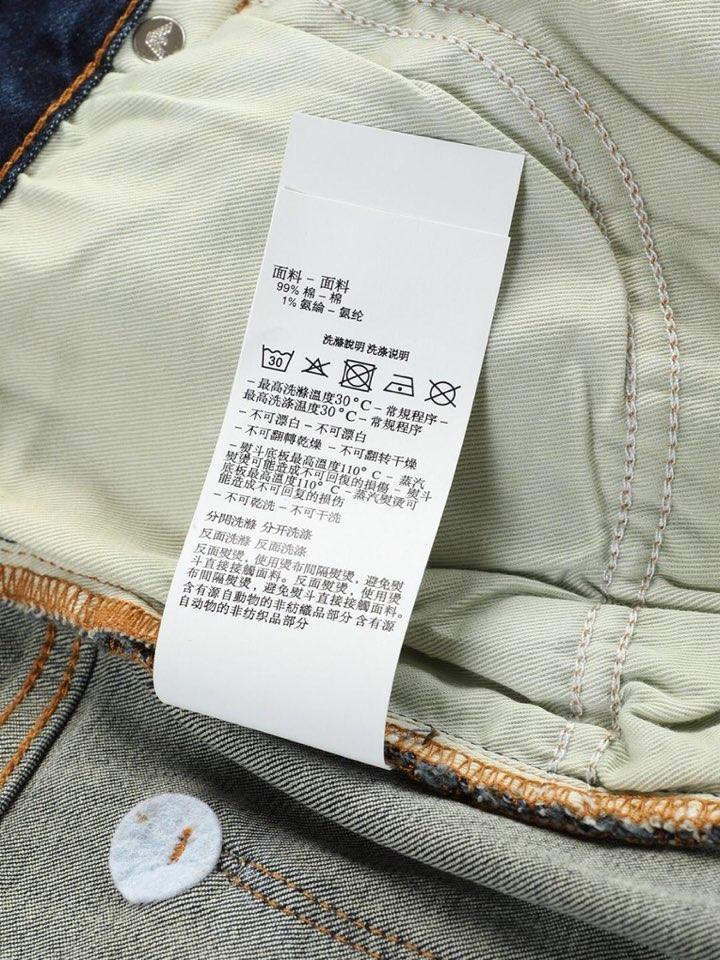 面料 – 面料
99% 棉 – 棉
1% 氨綸 – 氨纶
洗滌說明 洗涤说明
30
– 最高洗滌溫度30°C – 常規程序 –
最高洗涤温度30°C – 常规程序
– 不可漂白 – 不可漂白
– 不可翻轉乾燥 – 不可翻转干燥
– 熨斗底板最高溫度110° C – 蒸汽
熨燙可能造成不可回復的損傷 – 熨斗
底板最高温度110° C – 蒸汽熨烫可
能造成不可回复的损伤
– 不可乾洗 – 不可干洗
分開洗滌 分开洗涤
反面洗滌 反面洗涤
反面熨燙，使用燙布間隔熨燙，避免熨
斗直接接觸面料。反面熨烫，使用烫
布间隔熨烫，避免熨斗直接接触面料。
含有源自動物的非紡織品部分 含有源
自动物的非纺织品部分